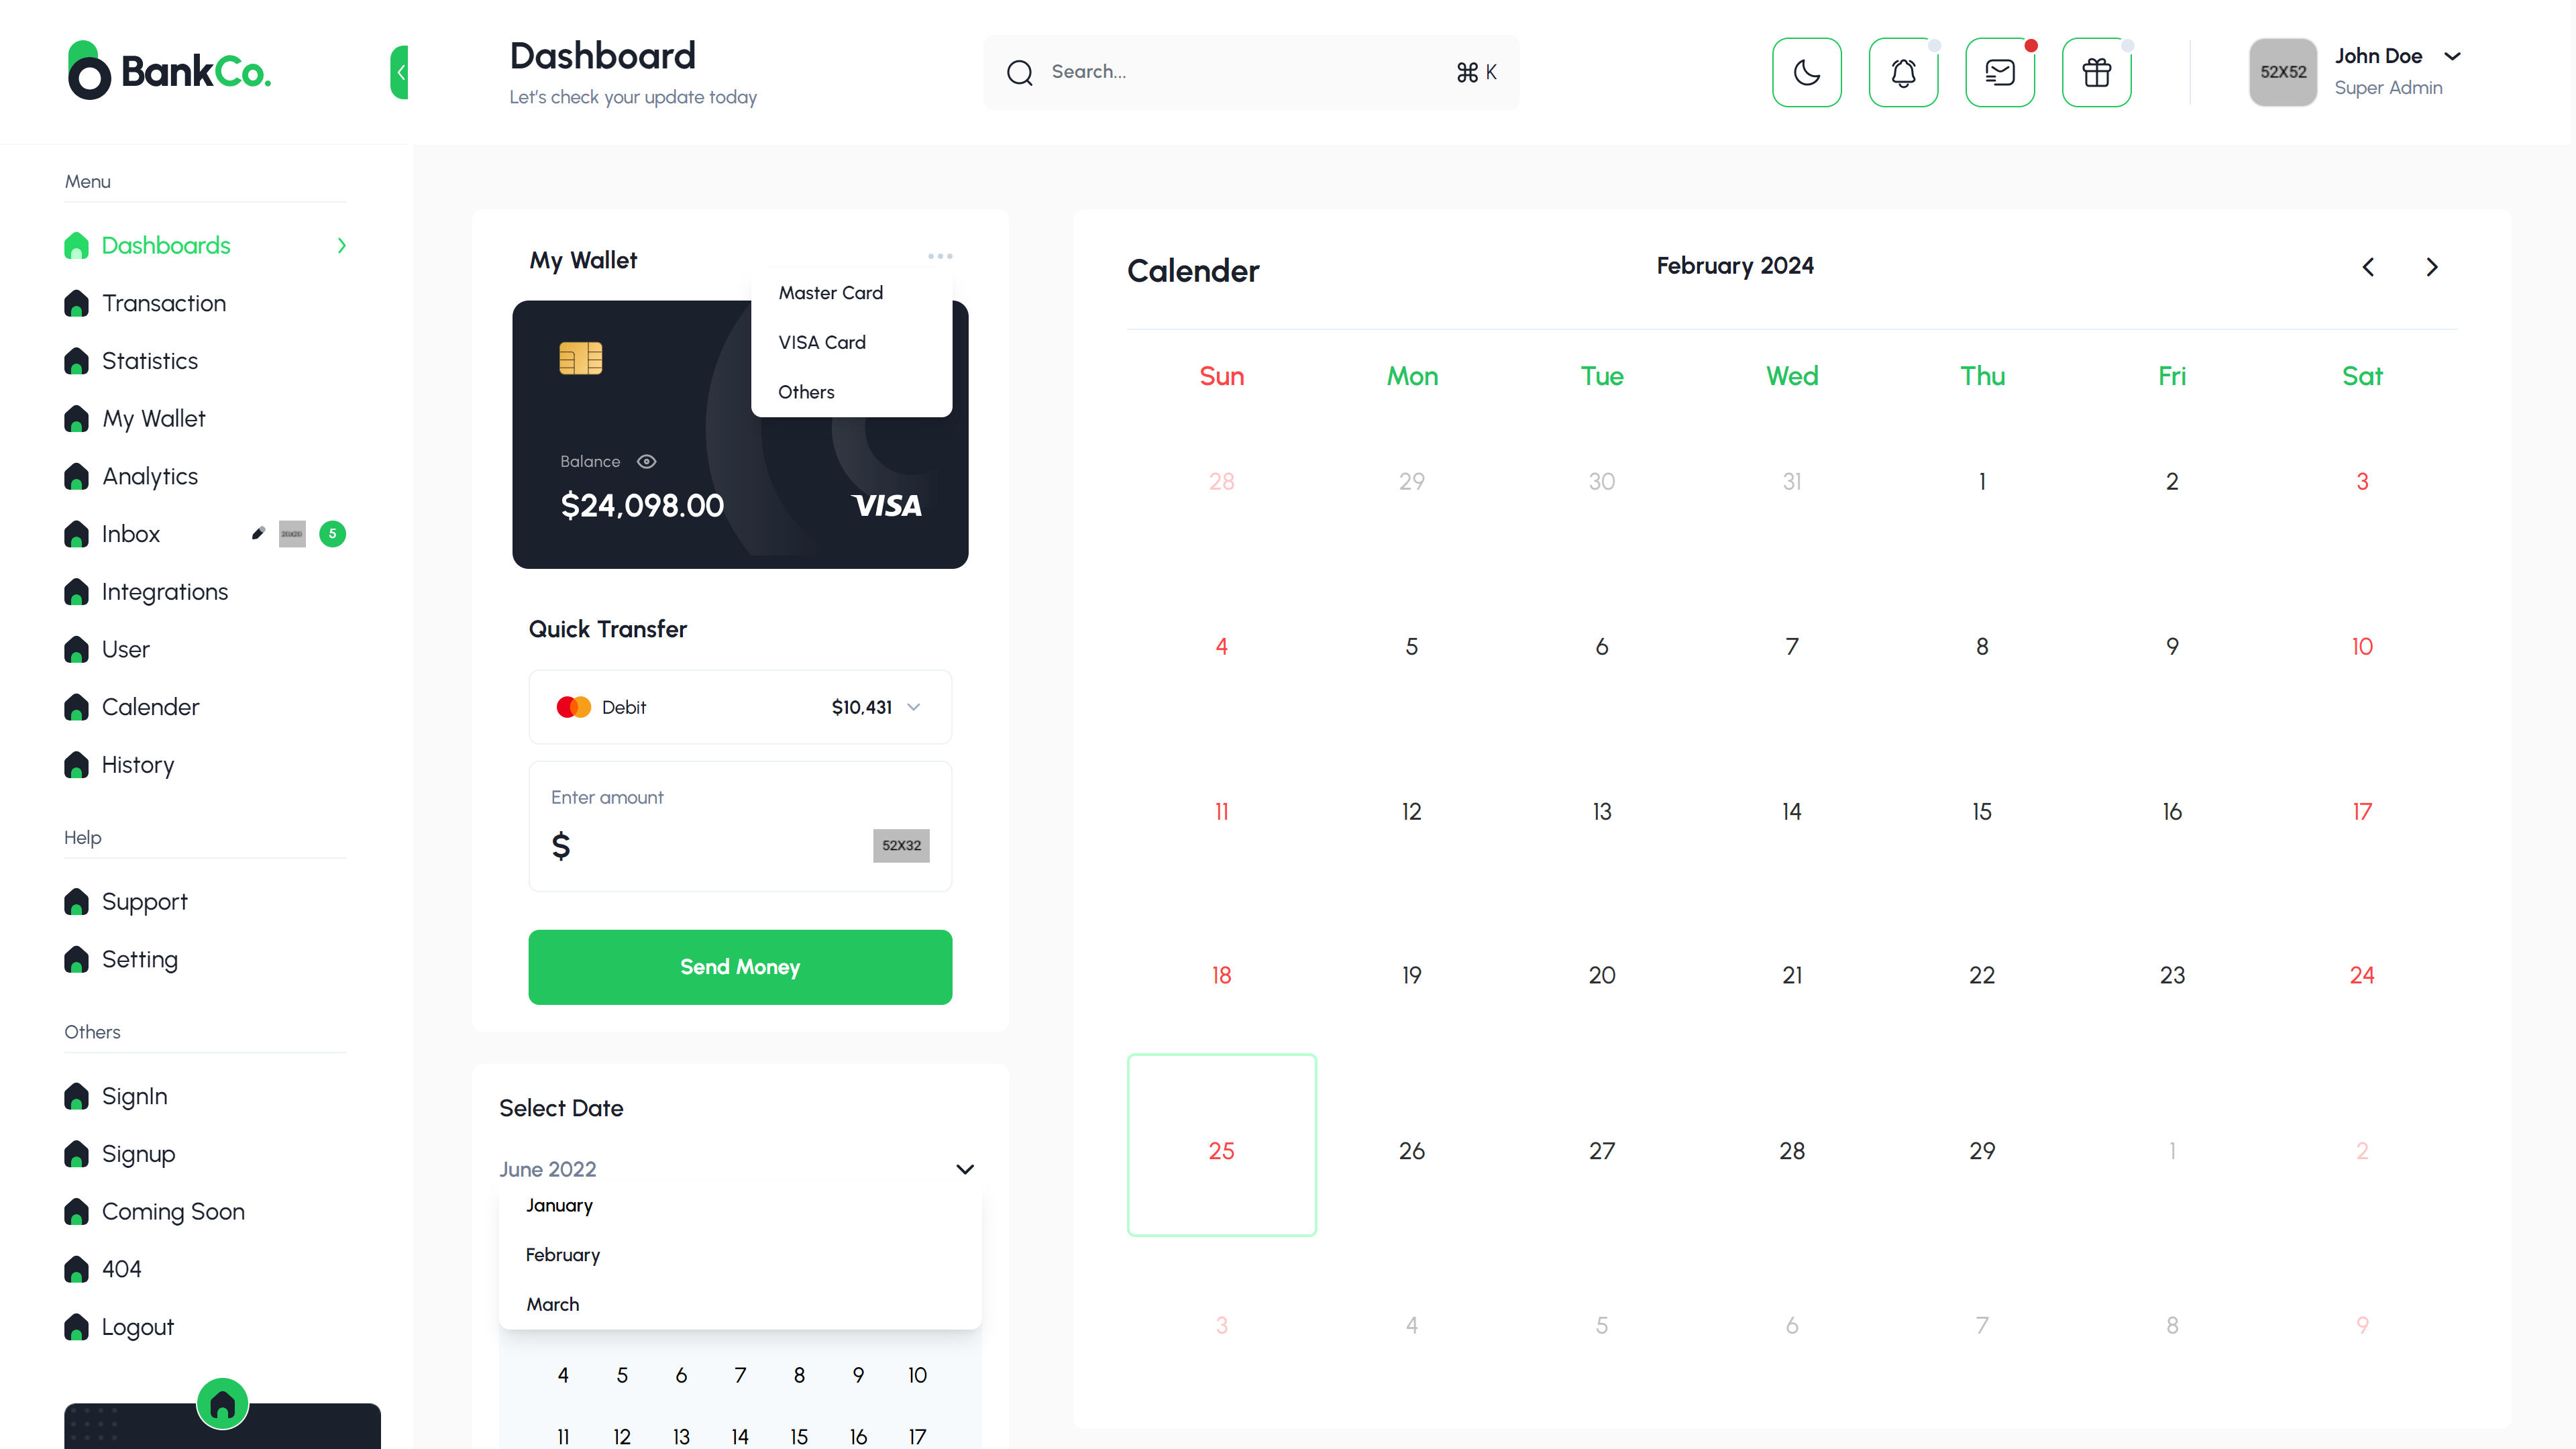 BankCo.
Dashboard
Let's check your update today
Search...
⌘ K
52X52
John Doe
Super Admin
Menu
Dashboards
Transaction
Statistics
My Wallet
Analytics
Inbox
20X20
5
Integrations
User
Calender
History
Help
Support
Setting
Others
SignIn
Signup
Coming Soon
404
Logout
My Wallet
Master Card
VISA Card
Others
Balance
$24,098.00
VISA
Quick Transfer
Debit
$10,431
Enter amount
$
52X32
Send Money
Select Date
June 2022
January
February
March
4 5 6 7 8 9 10
11 12 13 14 15 16 17
Calender
February 2024
Sun Mon Tue Wed Thu Fri Sat
28 29 30 31 1 2 3
4 5 6 7 8 9 10
11 12 13 14 15 16 17
18 19 20 21 22 23 24
25 26 27 28 29 1 2
3 4 5 6 7 8 9